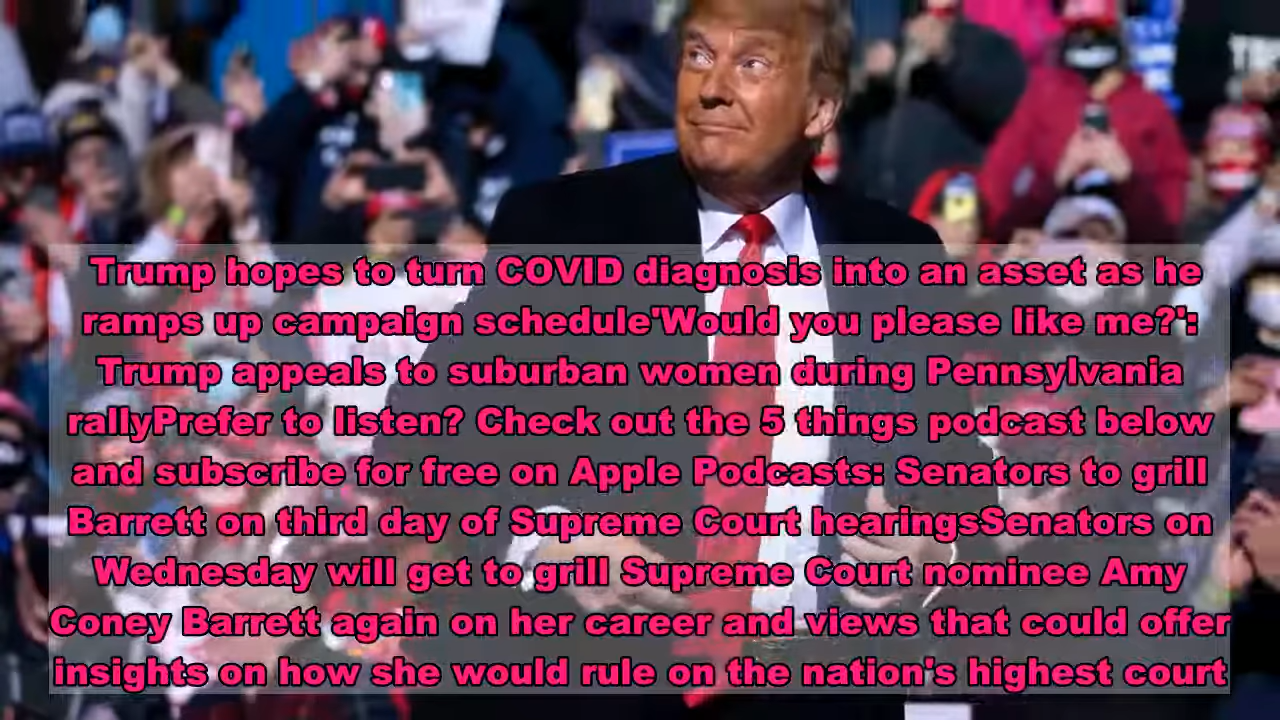 Trump hopes to turn COVID diagnosis into an asset as he
ramps up campaign schedule'Would you please like me?':
Trump appeals to suburban women during Pennsylvania
rallyPrefer to listen? Check out the 5 things podcast below
and subscribe for free on Apple Podcasts: Senators to grill
Barrett on third day of Supreme Court hearingsSenators on
Wednesday will get to grill Supreme Court nominee Amy
Coney Barrett again on her career and views that could offer
insights on how she would rule on the nation's highest court